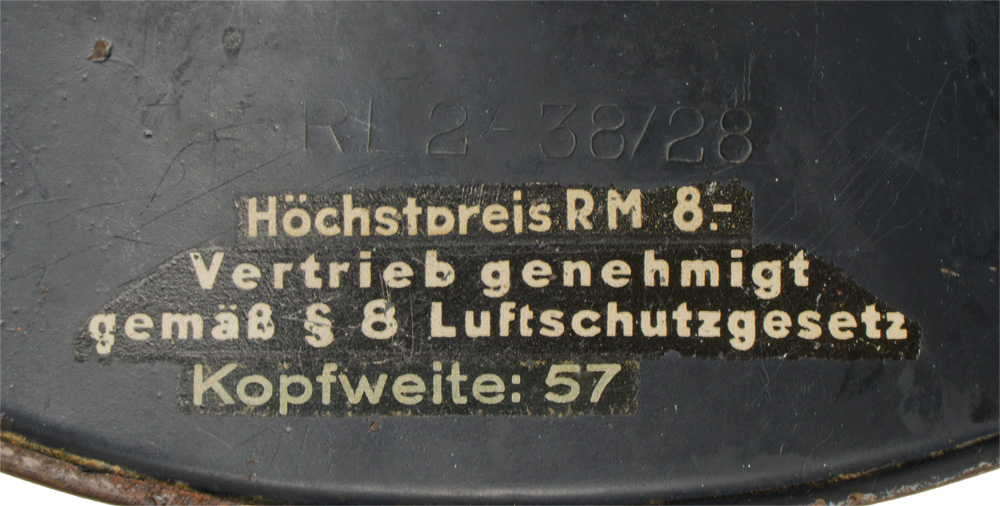 RL 2-38/28
Höchstpreis RM 8.-
Vertrieb genehmigt
gemäß § 8 Luftschutzgesetz
Kopfweite: 57